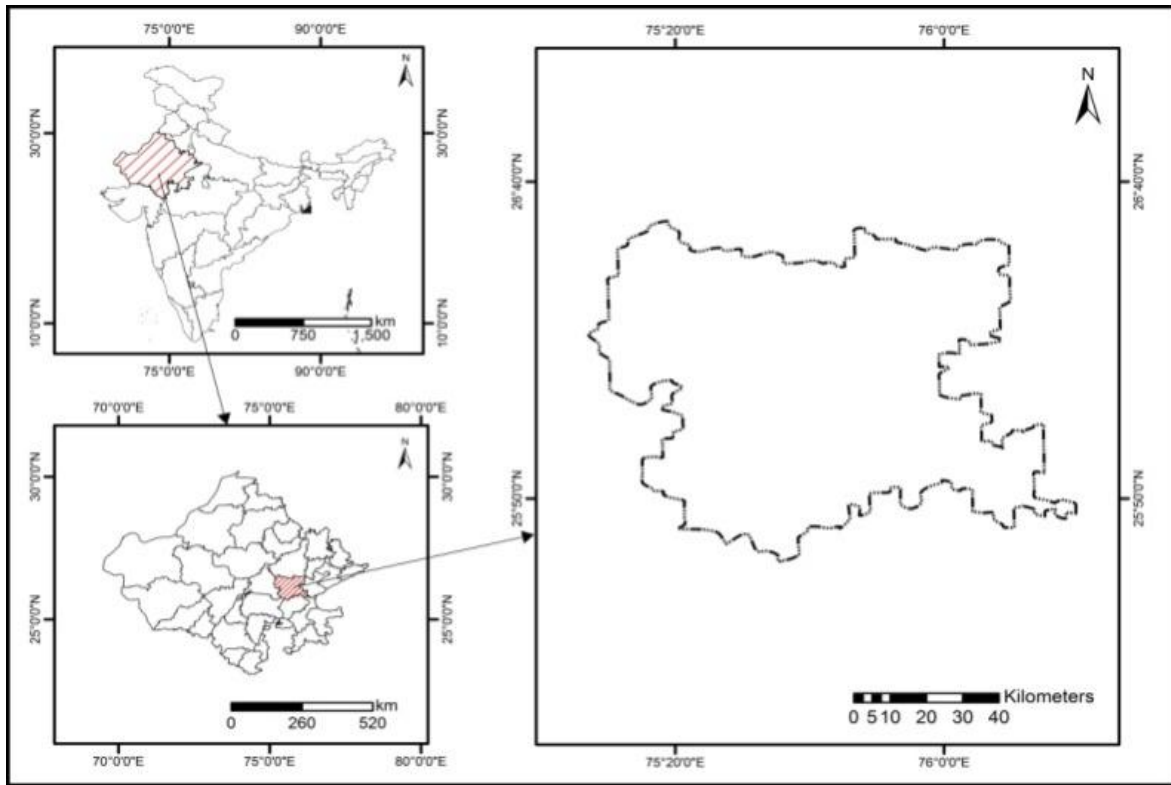 75°0'0"E 90°0'0"E
N
30°0'0"N 30°0'0"N
10°0'0"N 10°0'0"N
km
0 750 1,500
75°0'0"E 90°0'0"E
70°0'0"E 75°0'0"E 80°0'0"E
N
30°0'0"N 30°0'0"N
25°0'0"N 25°0'0"N
km
0 260 520
70°0'0"E 75°0'0"E 80°0'0"E
75°20'0"E 76°0'0"E
N
26°40'0"N 26°40'0"N
25°50'0"N 25°50'0"N
Kilometers
0 5 10 20 30 40
75°20'0"E 76°0'0"E